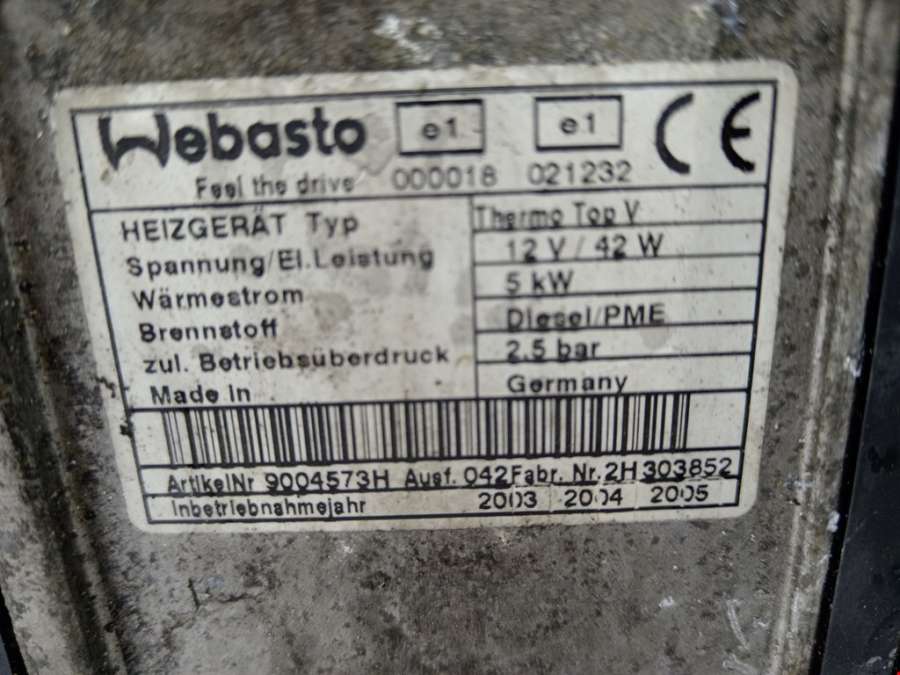 Webasto e1 e1 CE
Feel the drive 000018 021232
HEIZGERÄT Typ Thermo Top V
Spannung/El.Leistung 12 V / 42 W
Wärmestrom 5 kW
Brennstoff Diesel/PME
zul. Betriebsüberdruck 2.5 bar
Made in Germany
ArtikelNr 9004573H Ausf. 042 Fabr. Nr. 2H 303852
Inbetriebnahmejahr 2003 2004 2005